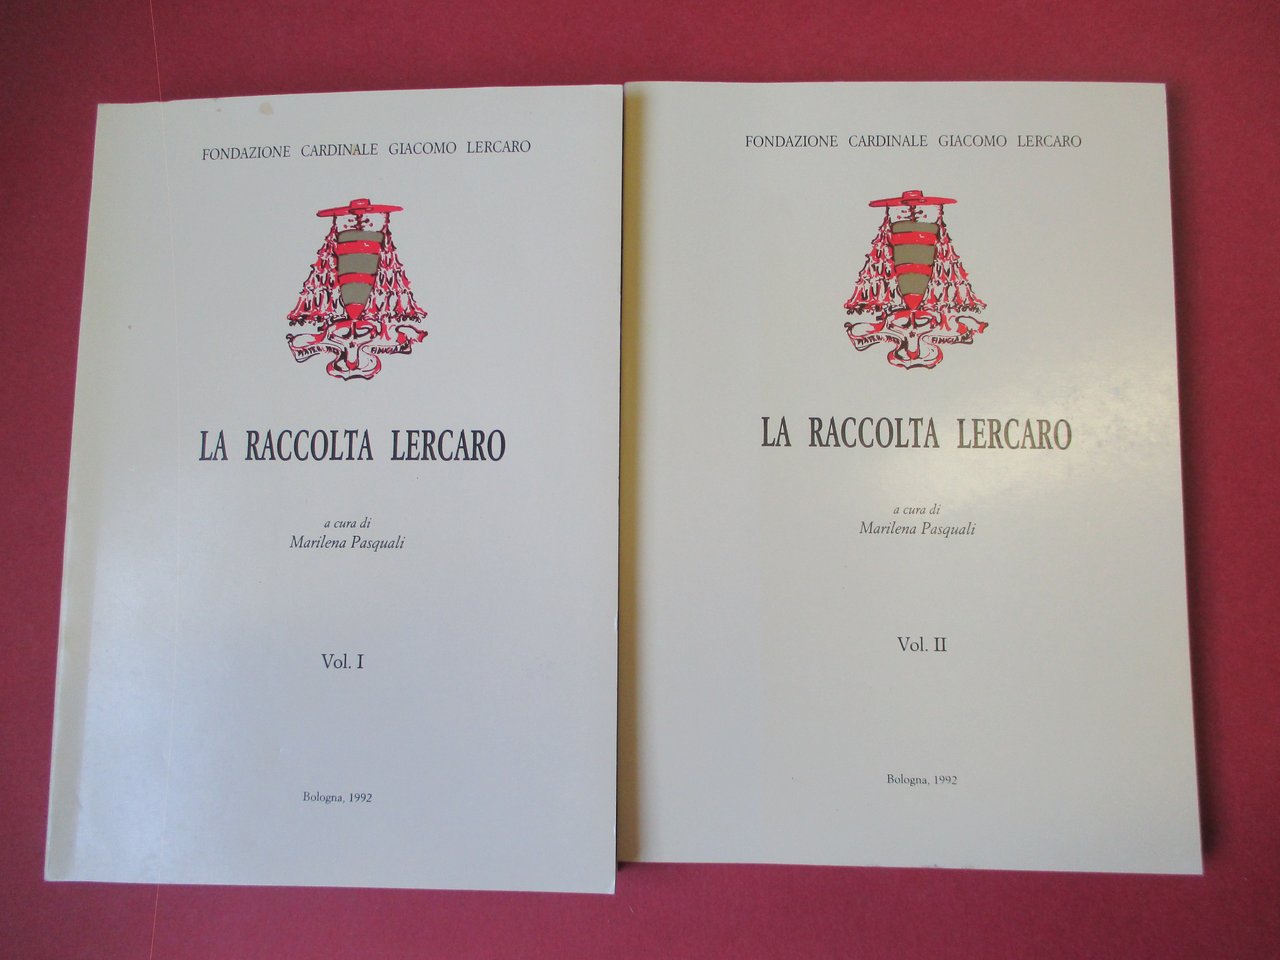 FONDAZIONE CARDINALE GIACOMO LERCARO
LA RACCOLTA LERCARO
a cura di
Marilena Pasquali
Vol. I
Bologna, 1992
FONDAZIONE CARDINALE GIACOMO LERCARO
LA RACCOLTA LERCARO
a cura di
Marilena Pasquali
Vol. II
Bologna, 1992